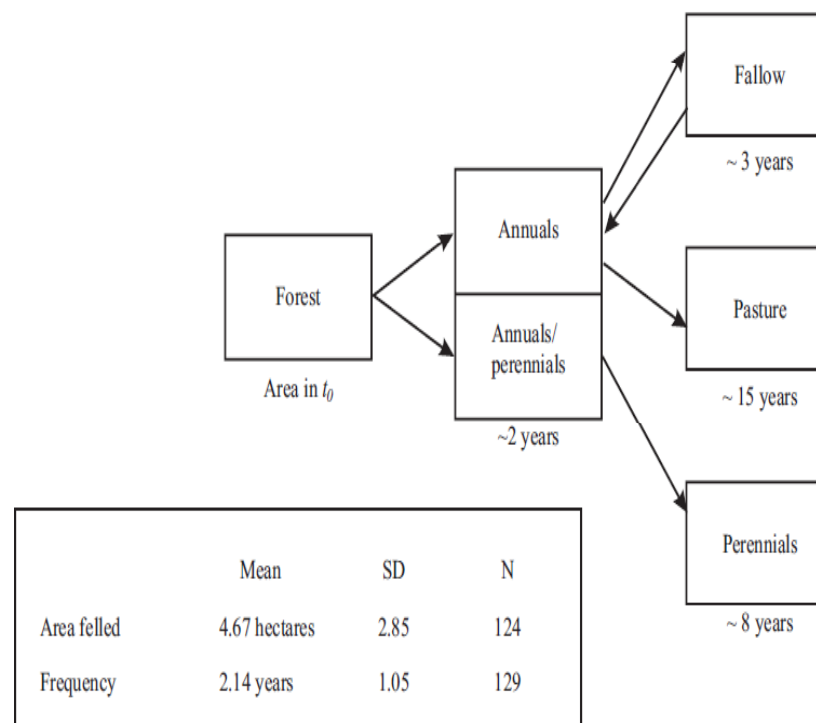 Fallow
~ 3 years
Annuals
Forest
Pasture
Annuals/
perennials
Area in t0
~ 15 years
~2 years
Perennials
Mean SD N
Area felled 4.67 hectares 2.85 124
~ 8 years
Frequency 2.14 years 1.05 129